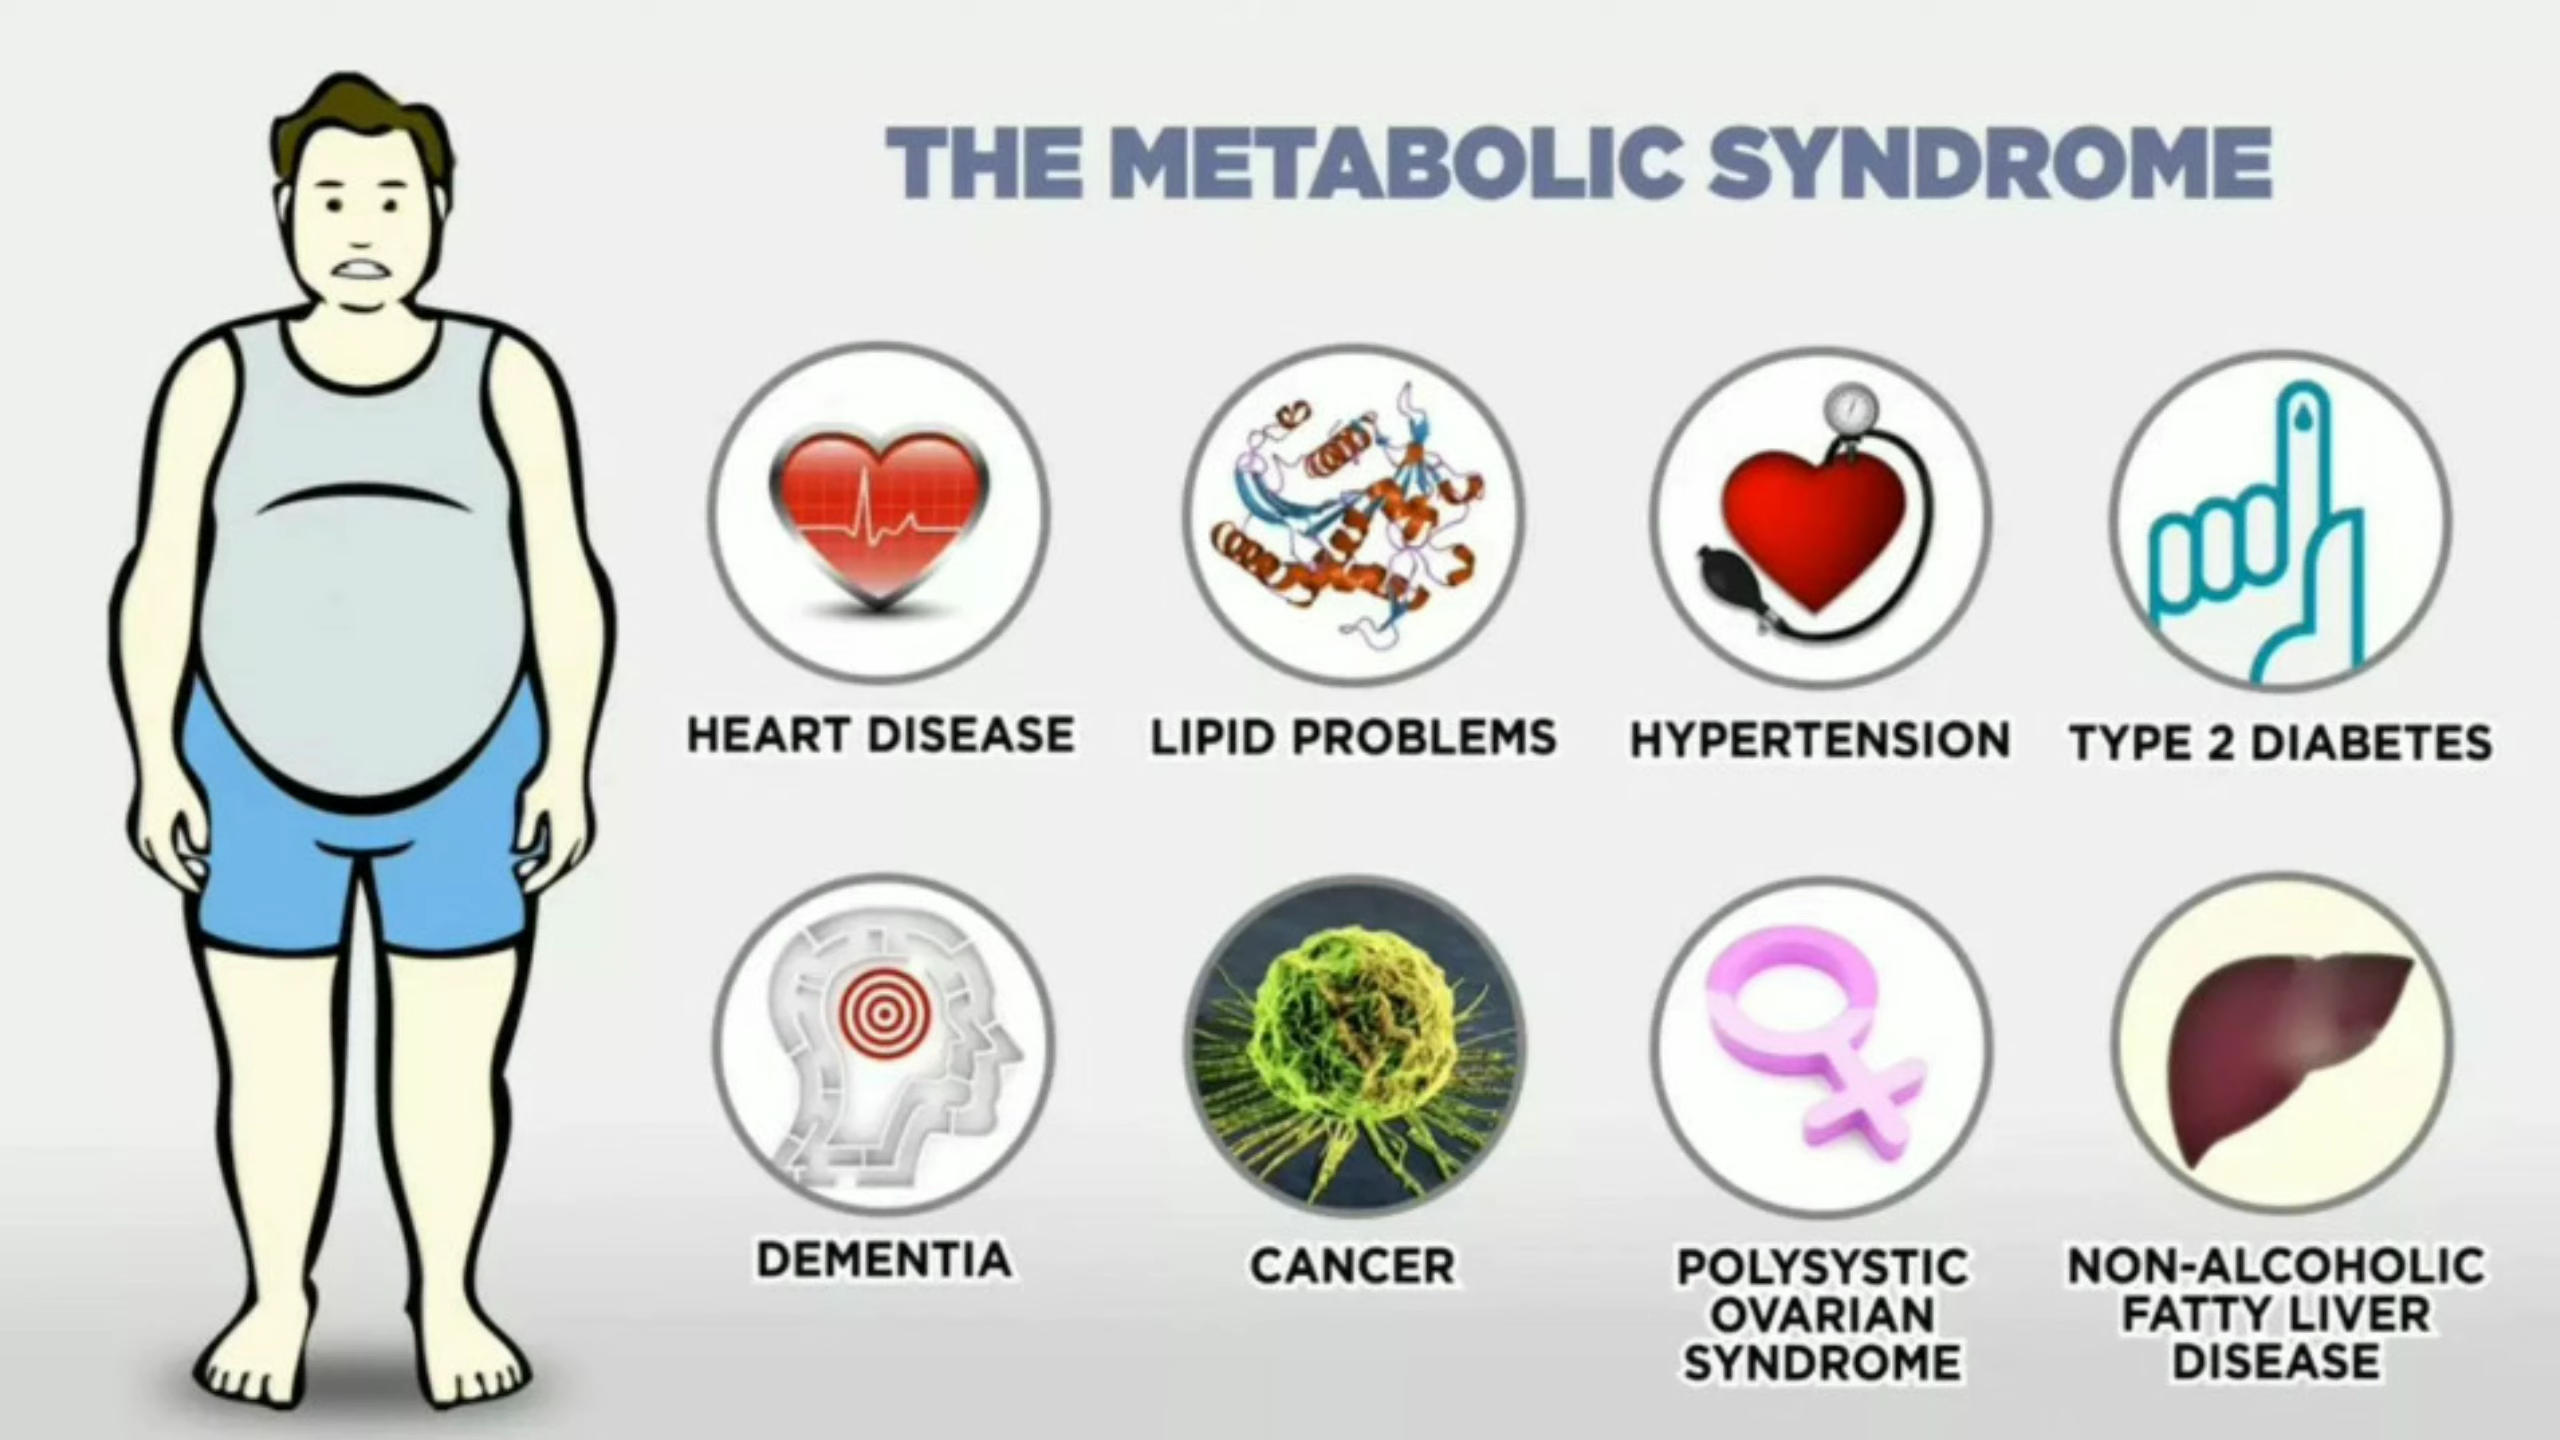 THE METABOLIC SYNDROME
HEART DISEASE
LIPID PROBLEMS
HYPERTENSION
TYPE 2 DIABETES
DEMENTIA
CANCER
POLYSYSTIC
OVARIAN
SYNDROME
NON-ALCOHOLIC
FATTY LIVER
DISEASE